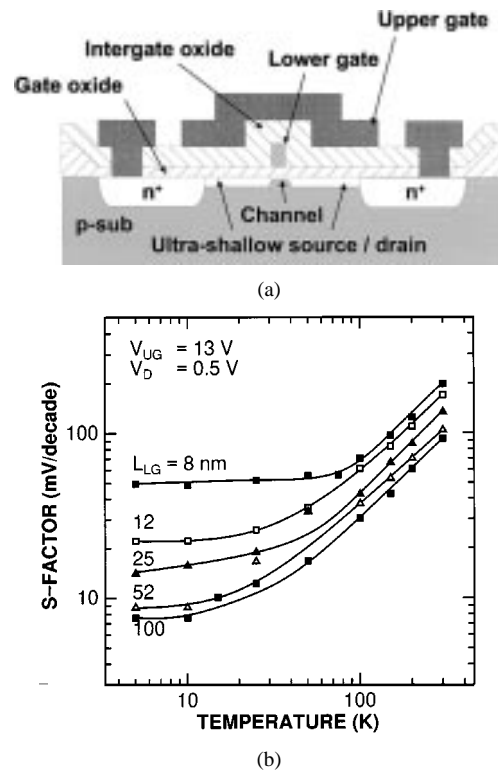 Upper gate
Intergate oxide
Lower gate
Gate oxide
n⁺
n⁺
Channel
p-sub
Ultra-shallow source / drain
(a)
V_UG = 13 V
V_D = 0.5 V
L_LG = 8 nm
12
25
52
100
S-FACTOR (mV/decade)
100
10
10
100
TEMPERATURE (K)
(b)